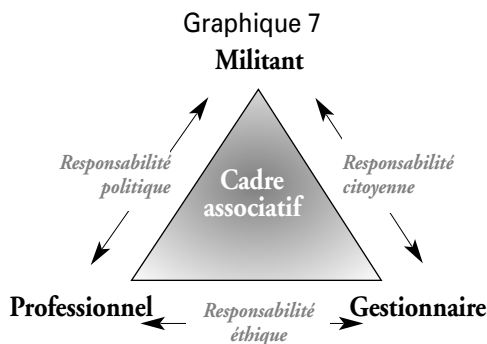 Graphique 7
Militant
Responsabilité
politique
Responsabilité
citoyenne
Cadre
associatif
Professionnel
Responsabilité
éthique
Gestionnaire